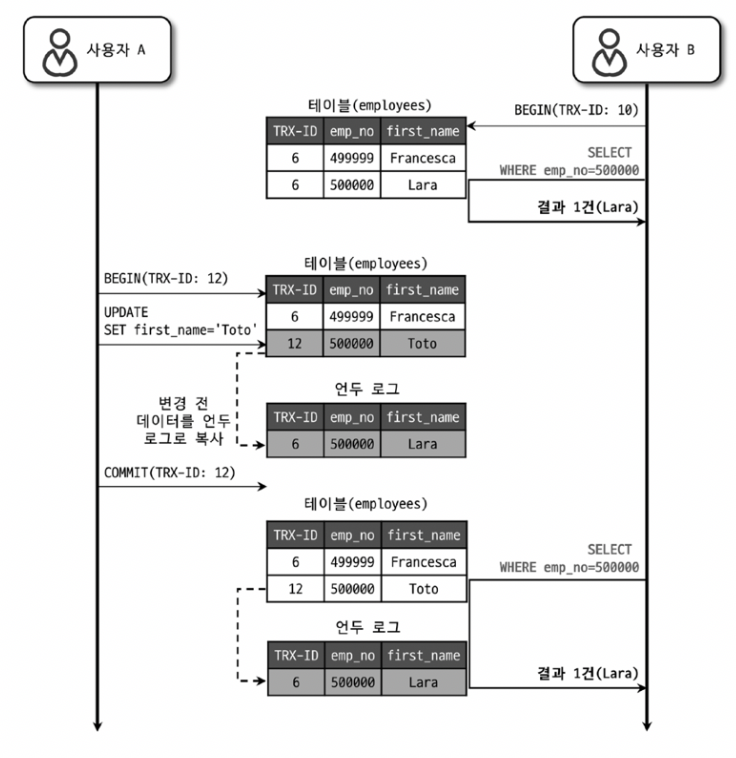 사용자 A
사용자 B
테이블(employees)
BEGIN(TRX-ID: 10)
TRX-ID emp_no first_name
6 499999 Francesca
6 500000 Lara
SELECT
WHERE emp_no=500000
결과 1건(Lara)
테이블(employees)
BEGIN(TRX-ID: 12)
TRX-ID emp_no first_name
UPDATE
SET first_name='Toto'
6 499999 Francesca
12 500000 Toto
변경 전
데이터를 언두
로그로 복사
언두 로그
TRX-ID emp_no first_name
6 500000 Lara
COMMIT(TRX-ID: 12)
테이블(employees)
TRX-ID emp_no first_name
6 499999 Francesca
12 500000 Toto
SELECT
WHERE emp_no=500000
언두 로그
TRX-ID emp_no first_name
6 500000 Lara
결과 1건(Lara)